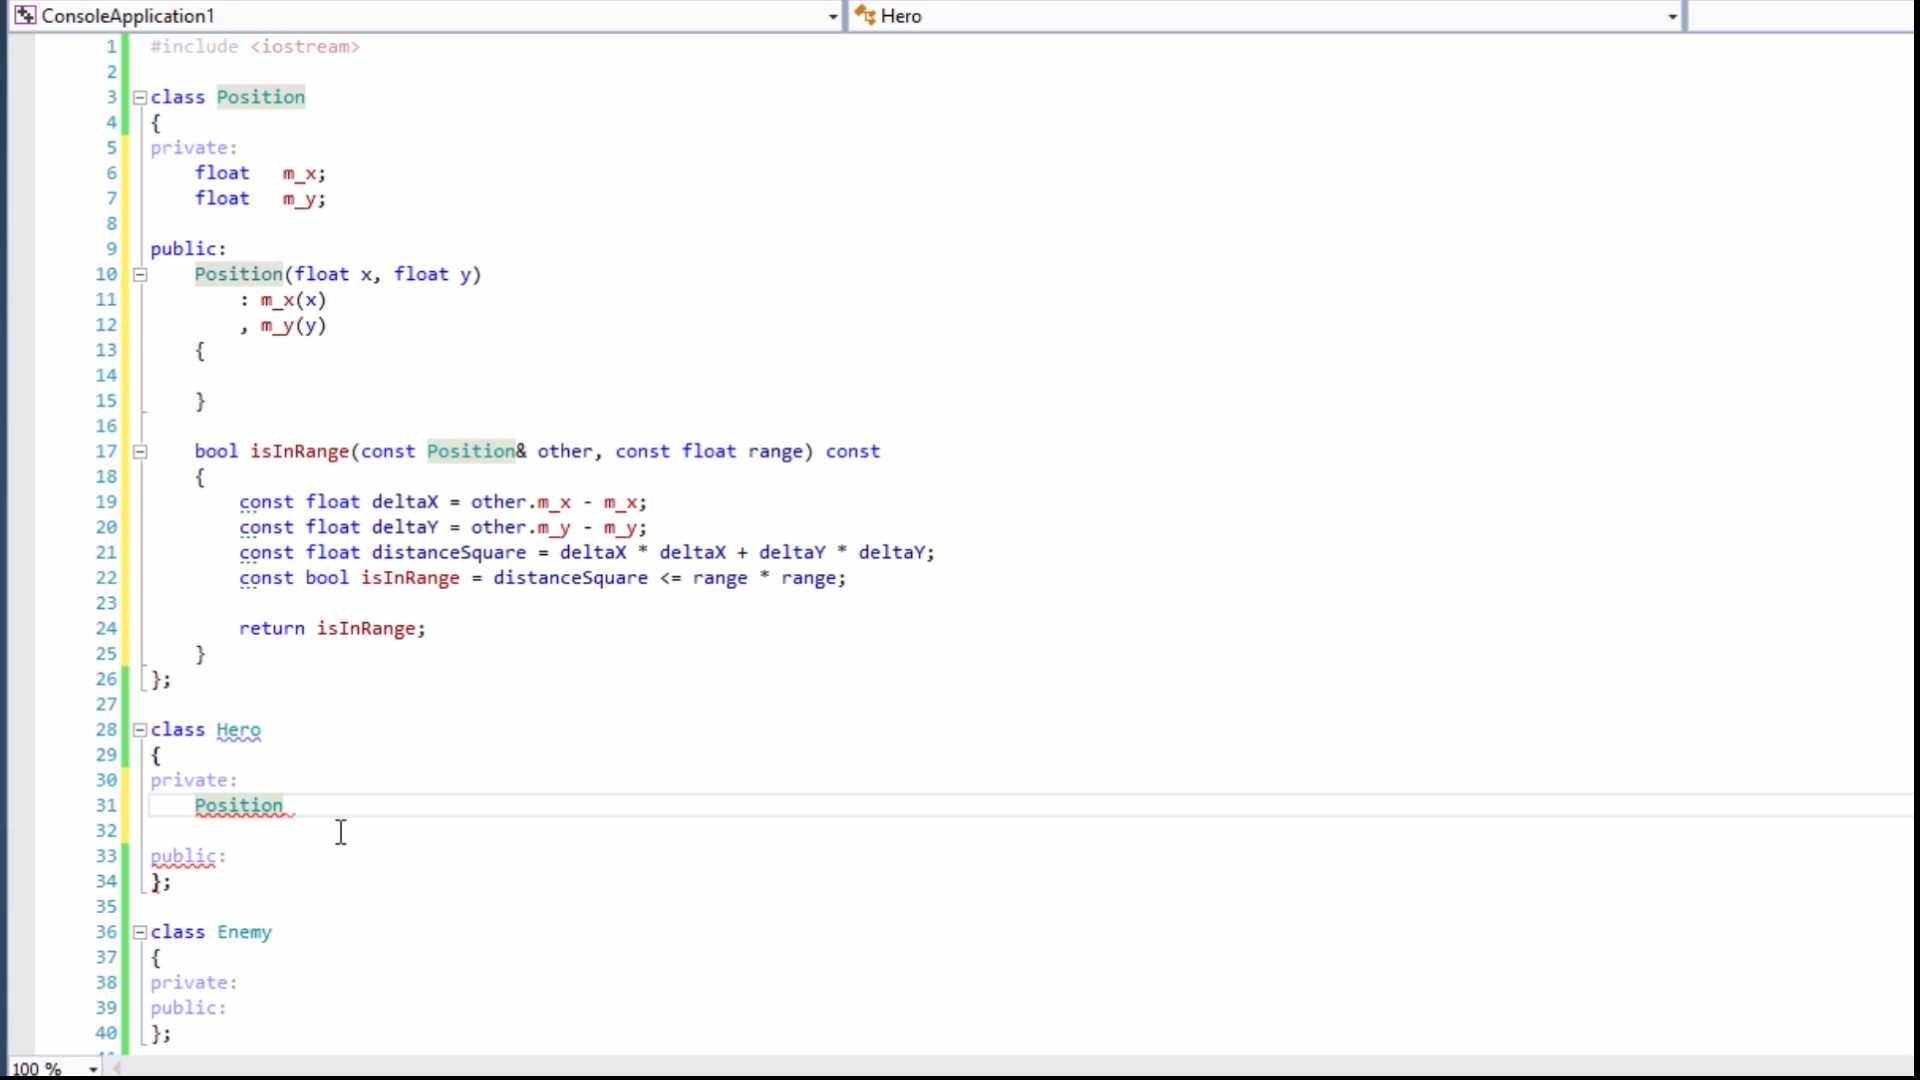 ConsoleApplication1 Hero
1 #include <iostream>
2
3 class Position
4 {
5 private:
6 float m_x;
7 float m_y;
8
9 public:
10 Position(float x, float y)
11 : m_x(x)
12 , m_y(y)
13 {
14
15 }
16
17 bool isInRange(const Position& other, const float range) const
18 {
19 const float deltaX = other.m_x - m_x;
20 const float deltaY = other.m_y - m_y;
21 const float distanceSquare = deltaX * deltaX + deltaY * deltaY;
22 const bool isInRange = distanceSquare <= range * range;
23
24 return isInRange;
25 }
26 };
27
28 class Hero
29 {
30 private:
31 Position
32
33 public:
34 };
35
36 class Enemy
37 {
38 private:
39 public:
40 };
100 %